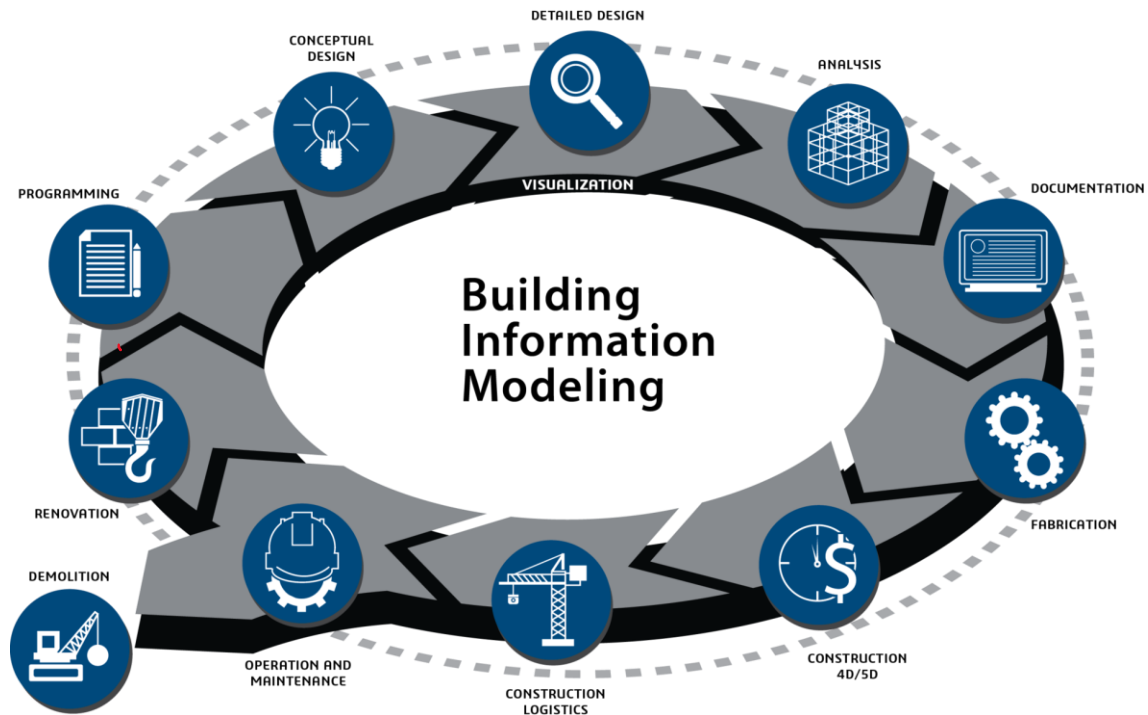 DETAILED DESIGN
CONCEPTUAL
DESIGN
ANALYSIS
PROGRAMMING
VISUALIZATION
DOCUMENTATION
Building
Information
Modeling
RENOVATION
FABRICATION
DEMOLITION
OPERATION AND
MAINTENANCE
CONSTRUCTION
LOGISTICS
CONSTRUCTION
4D/5D
$